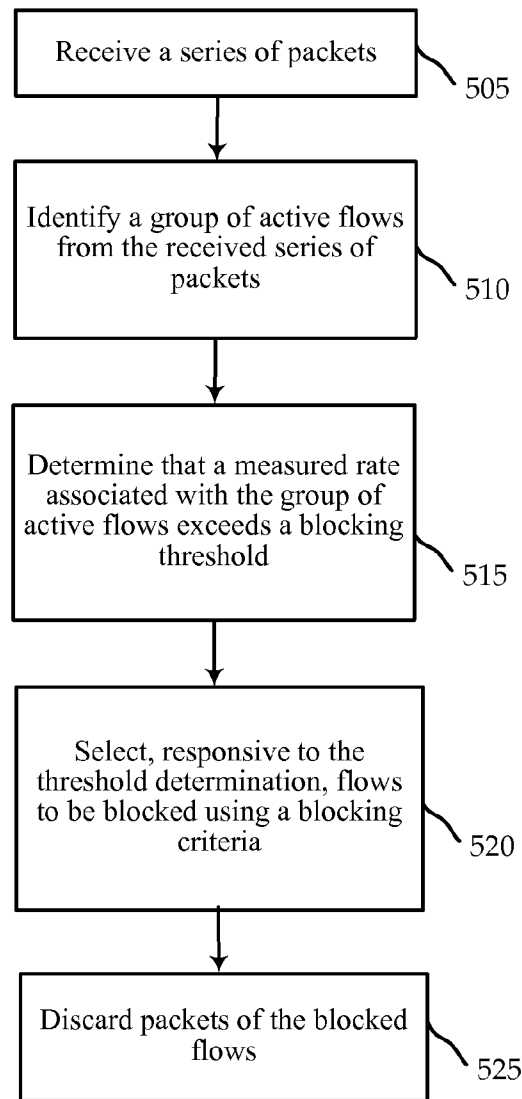 Receive a series of packets
505
Identify a group of active flows
from the received series of
packets
510
Determine that a measured rate
associated with the group of
active flows exceeds a blocking
threshold
515
Select, responsive to the
threshold determination, flows
to be blocked using a blocking
criteria
520
Discard packets of the blocked
flows
525